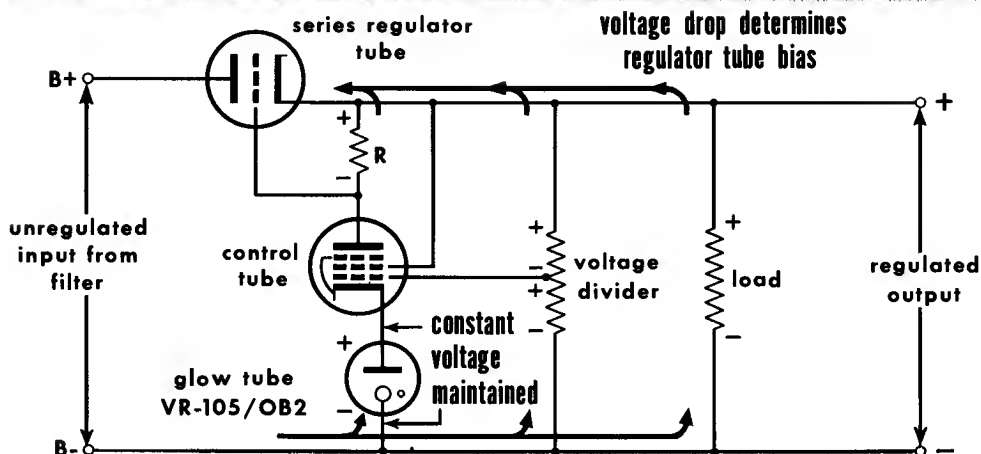 series regulator
tube
voltage drop determines
regulator tube bias
B+
+
+
R
−
unregulated
input from
filter
control
tube
+
−
+
−
voltage
divider
+
load
−
regulated
output
constant
voltage
maintained
+
glow tube
VR-105/OB2
−
B-
−